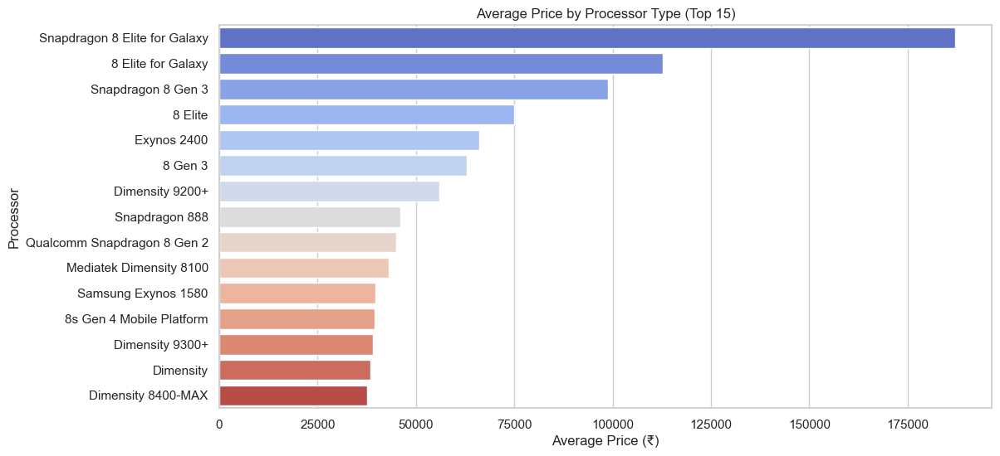 Average Price by Processor Type (Top 15)
Processor
Snapdragon 8 Elite for Galaxy
8 Elite for Galaxy
Snapdragon 8 Gen 3
8 Elite
Exynos 2400
8 Gen 3
Dimensity 9200+
Snapdragon 888
Qualcomm Snapdragon 8 Gen 2
Mediatek Dimensity 8100
Samsung Exynos 1580
8s Gen 4 Mobile Platform
Dimensity 9300+
Dimensity
Dimensity 8400-MAX
0 25000 50000 75000 100000 125000 150000 175000
Average Price (₹)